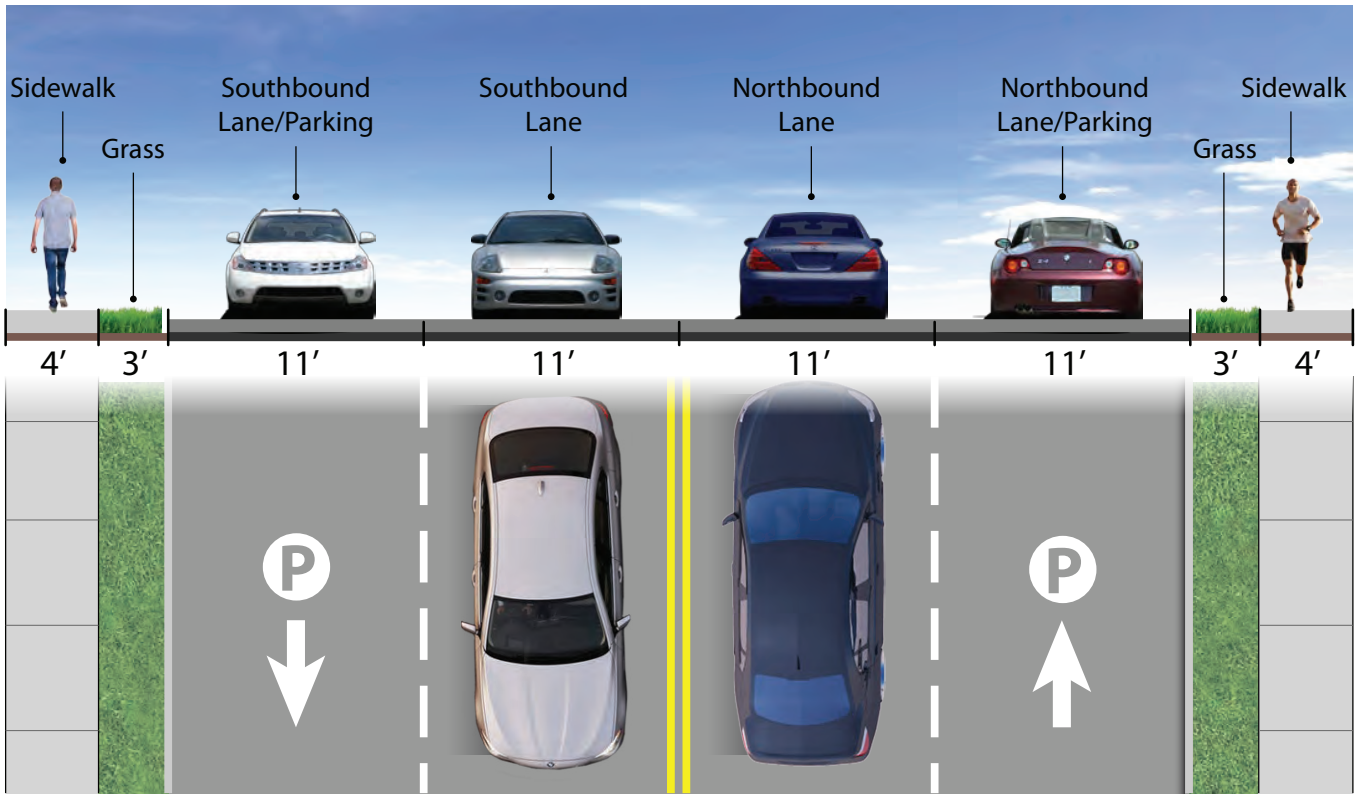 Sidewalk
Grass
Southbound
Lane/Parking
Southbound
Lane
Northbound
Lane
Northbound
Lane/Parking
Grass
Sidewalk
4’
3’
11’
11’
11’
11’
3’
4’
P
P